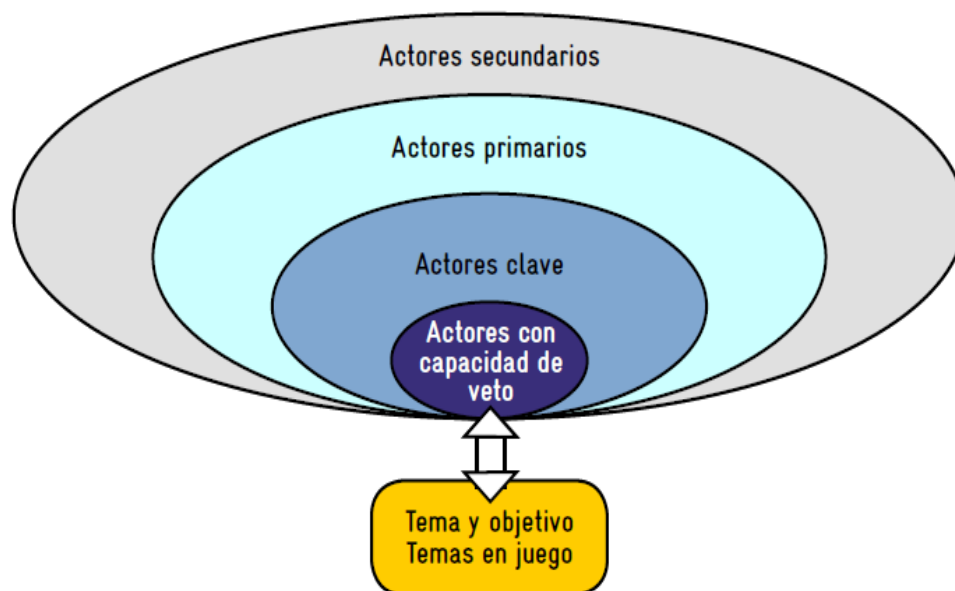 Actores secundarios
Actores primarios
Actores clave
Actores con
capacidad de
veto
Tema y objetivo
Temas en juego